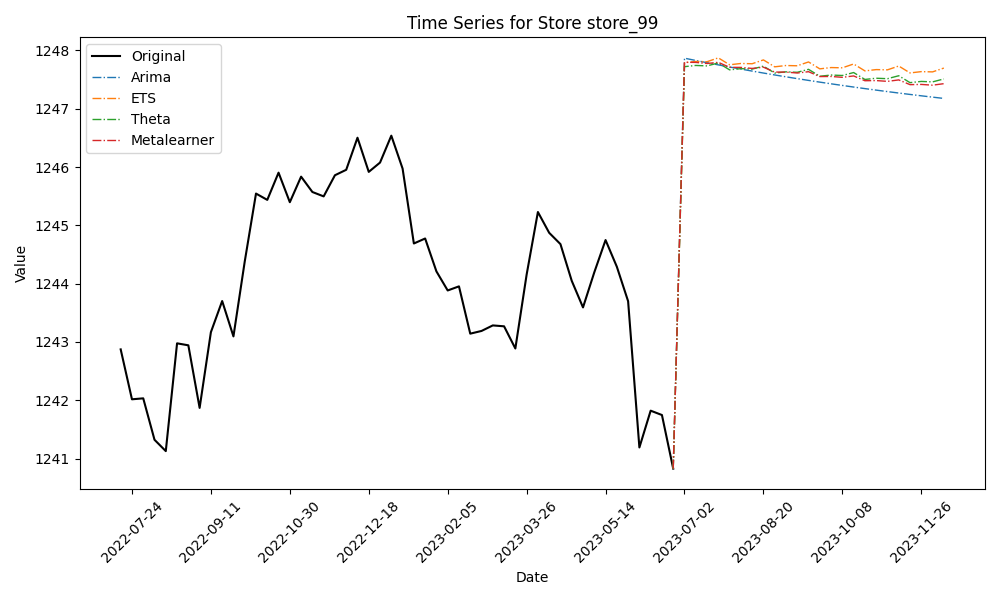 Time Series for Store store_99
Original
Arima
ETS
Theta
Metalearner
Value
1248
1247
1246
1245
1244
1243
1242
1241
2022-07-24
2022-09-11
2022-10-30
2022-12-18
2023-02-05
2023-03-26
2023-05-14
2023-07-02
2023-08-20
2023-10-08
2023-11-26
Date